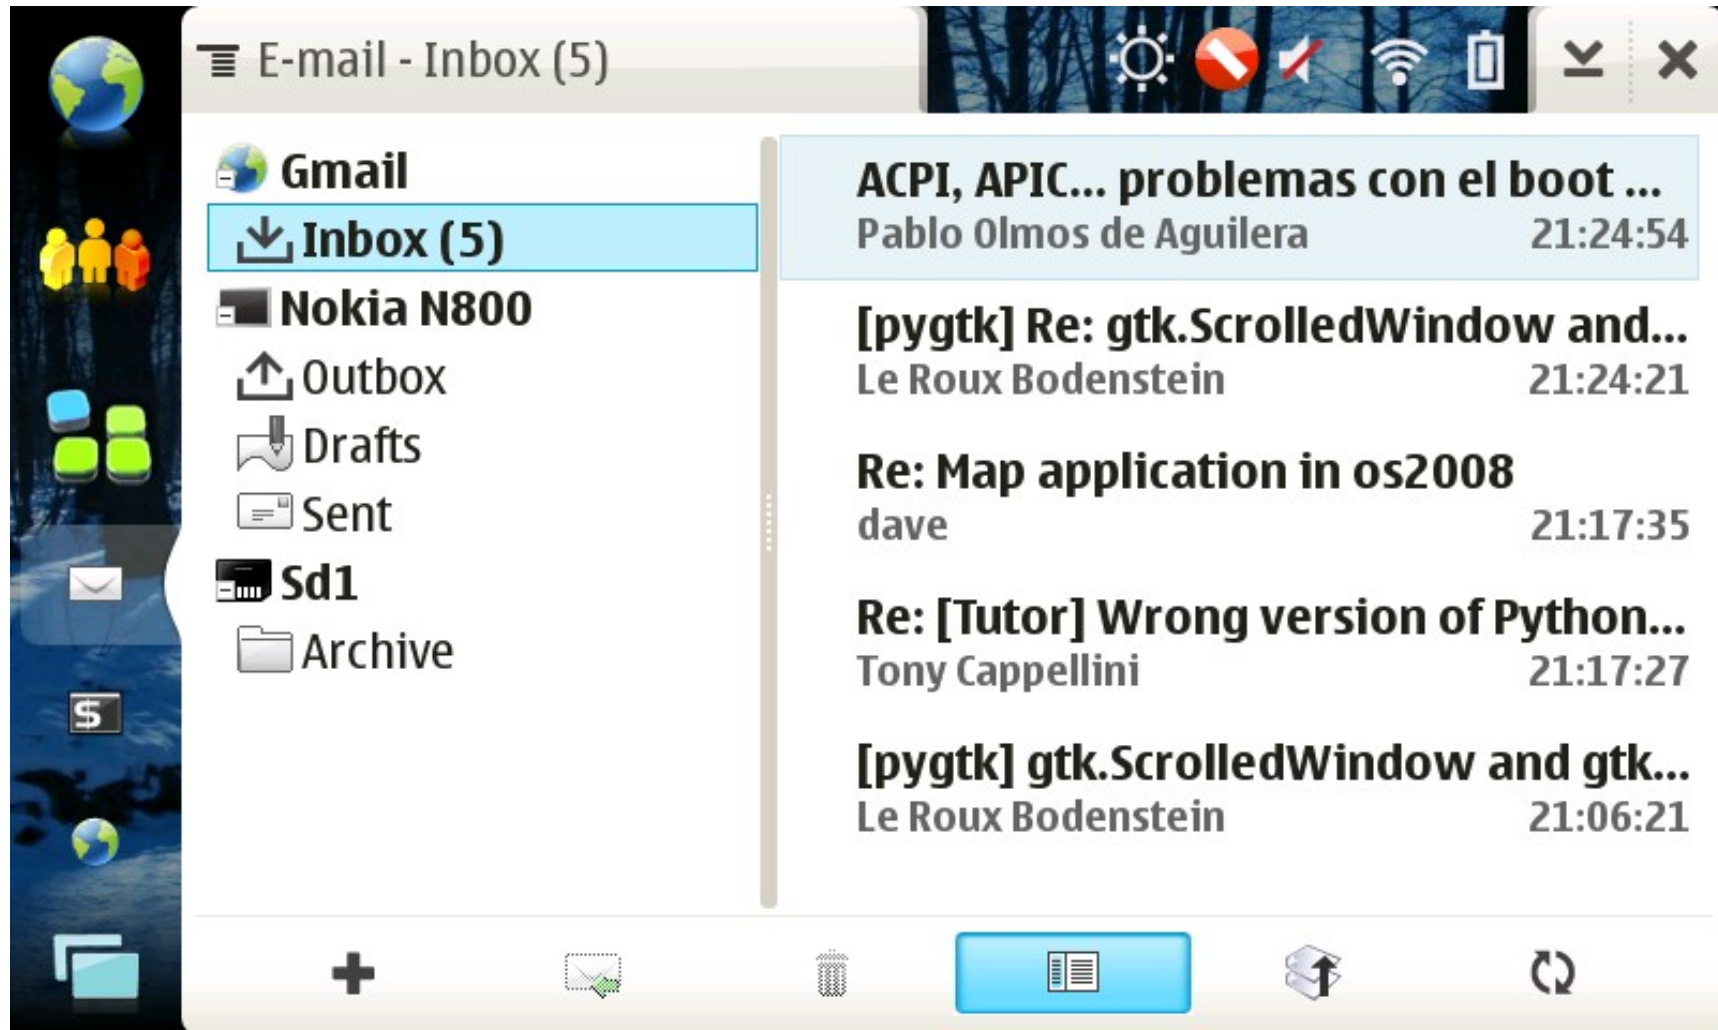 E-mail - Inbox (5)
Gmail
Inbox (5)
Nokia N800
Outbox
Drafts
Sent
Sd1
Archive
ACPI, APIC... problemas con el boot ...
Pablo Olmos de Aguilera 21:24:54
[pygtk] Re: gtk.ScrolledWindow and...
Le Roux Bodenstein 21:24:21
Re: Map application in os2008
dave 21:17:35
Re: [Tutor] Wrong version of Python...
Tony Cappellini 21:17:27
[pygtk] gtk.ScrolledWindow and gtk...
Le Roux Bodenstein 21:06:21
$